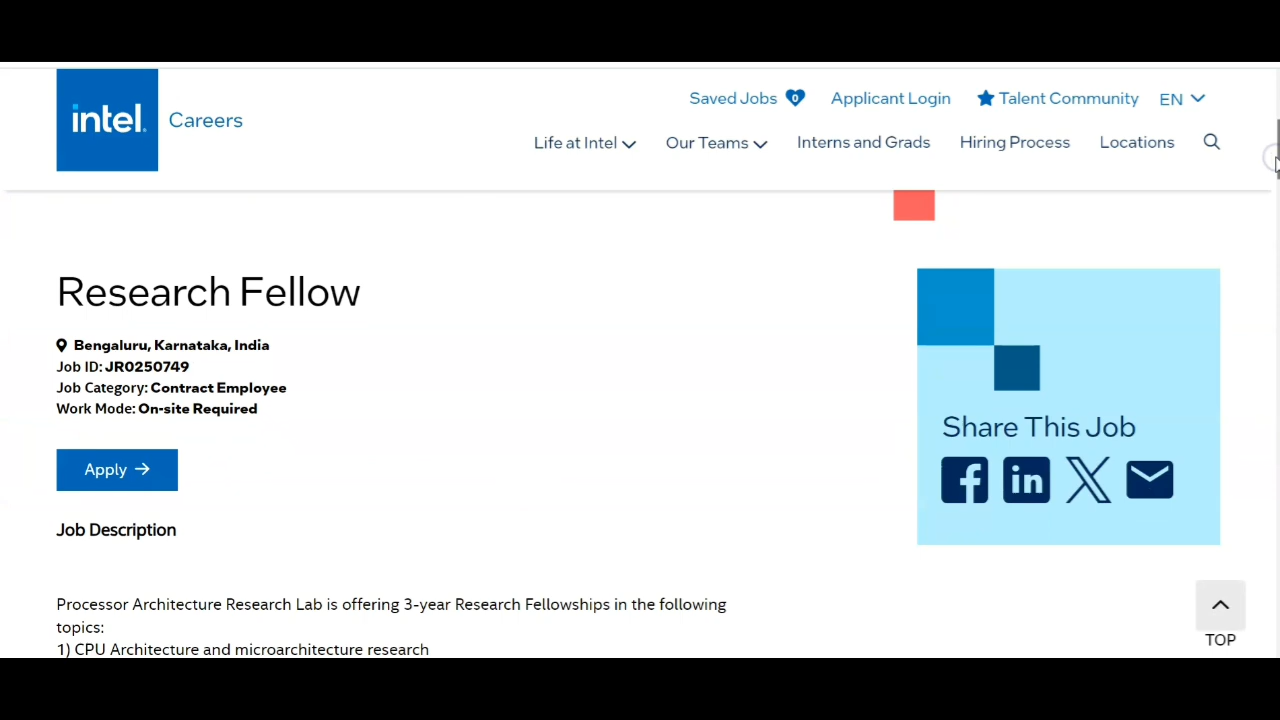 intel.
Careers
Saved Jobs 0 Applicant Login Talent Community EN
Life at Intel Our Teams Interns and Grads Hiring Process Locations
Research Fellow
Bengaluru, Karnataka, India
Job ID: JR0250749
Job Category: Contract Employee
Work Mode: On-site Required
Apply →
Job Description
Share This Job
Processor Architecture Research Lab is offering 3-year Research Fellowships in the following
topics:
1) CPU Architecture and microarchitecture research
TOP